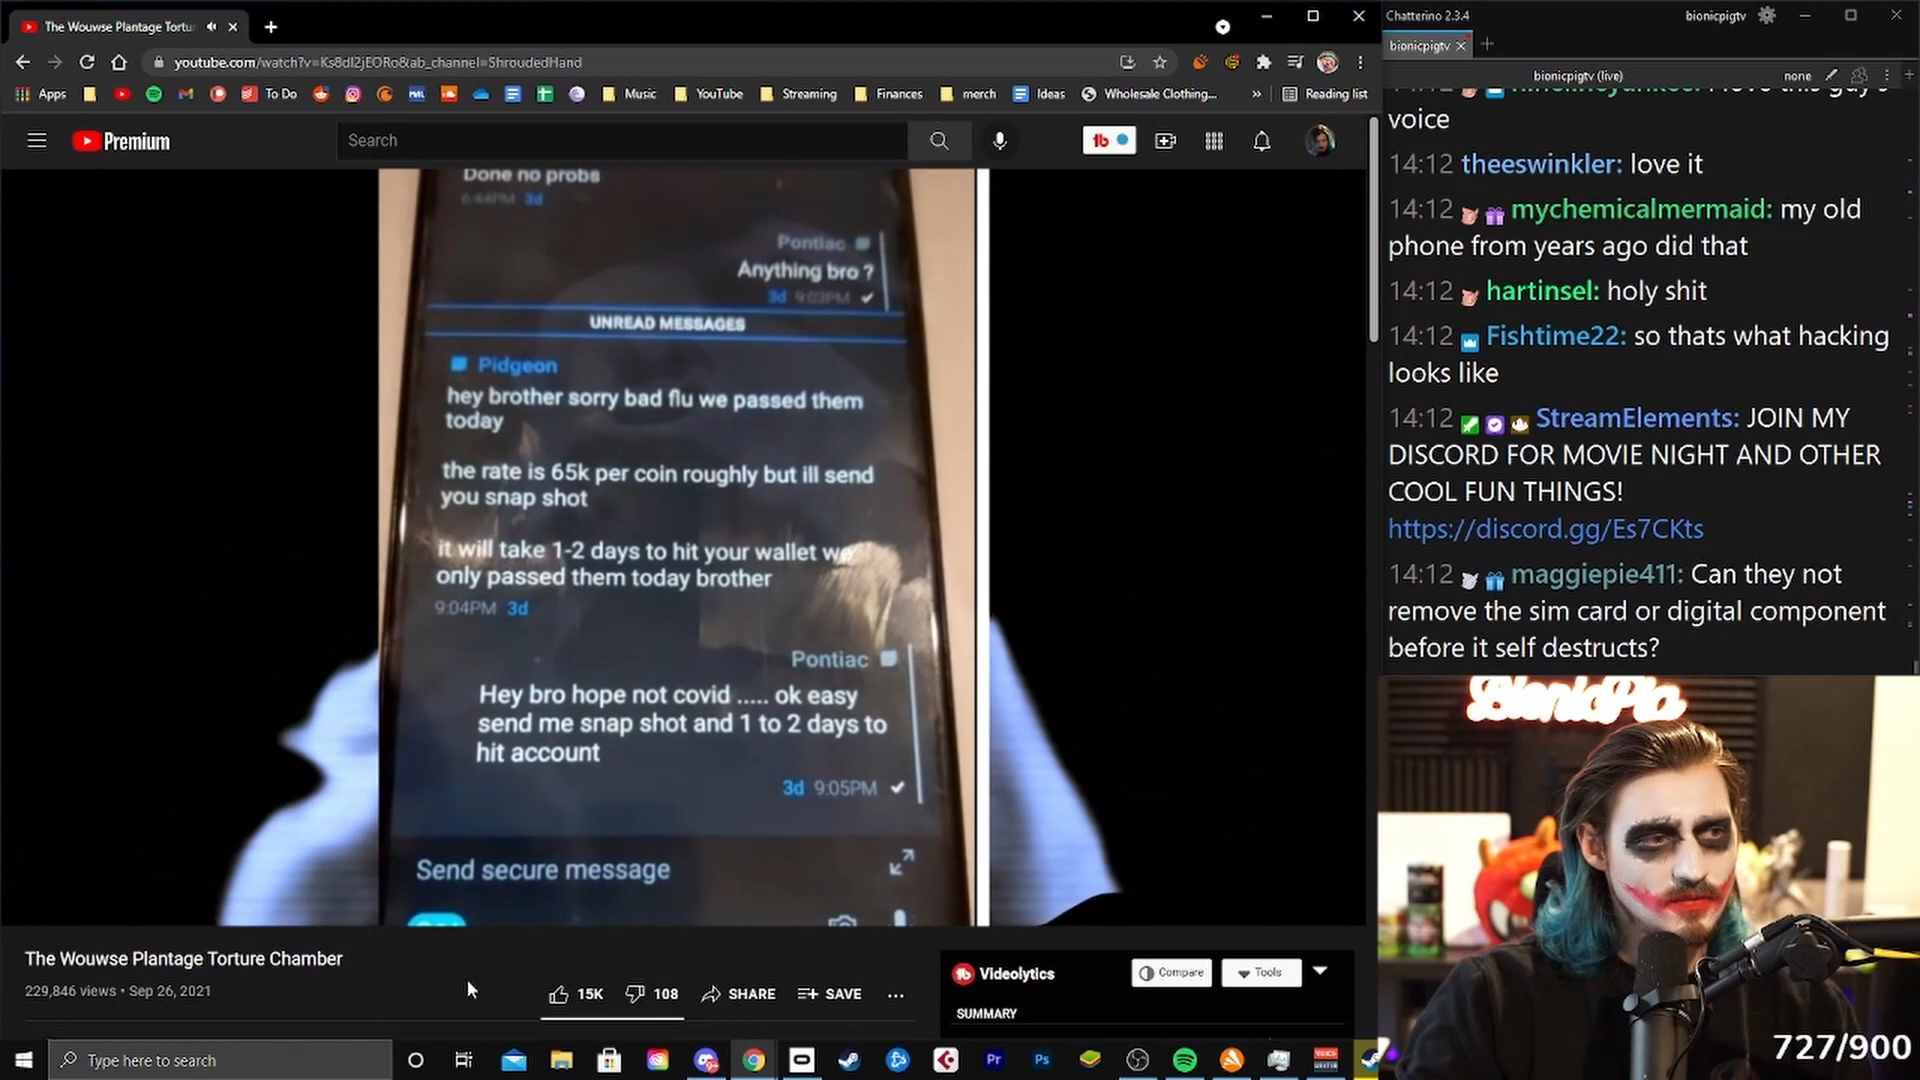 The Wouwse Plantage Tortu
youtube.com/watch?v=Ks8dI2jEORo&ab_channel=ShroudedHand
Apps
To Do
Music
YouTube
Streaming
Finances
merch
Ideas
Wholesale Clothing...
»
Reading list
Premium
Search
Done no probs
6:44PM 3d
Pontiac
Anything bro ?
3d 9:03PM
UNREAD MESSAGES
Pidgeon
hey brother sorry bad flu we passed them
today
the rate is 65k per coin roughly but ill send
you snap shot
it will take 1-2 days to hit your wallet we
only passed them today brother
9:04PM 3d
Pontiac
Hey bro hope not covid ..... ok easy
send me snap shot and 1 to 2 days to
hit account
3d 9:05PM
Send secure message
The Wouwse Plantage Torture Chamber
229,846 views • Sep 26, 2021
15K
108
SHARE
SAVE
...
Videolytics
Compare
Tools
SUMMARY
Type here to search
Chatterino 2.3.4
bionicpigtv
bionicpigtv
bionicpigtv (live)
none
voice
14:12 theeswinkler: love it
14:12 mychemicalmermaid: my old
phone from years ago did that
14:12 hartinsel: holy shit
14:12 Fishtime22: so thats what hacking
looks like
14:12 StreamElements: JOIN MY
DISCORD FOR MOVIE NIGHT AND OTHER
COOL FUN THINGS!
https://discord.gg/Es7CKts
14:12 maggiepie411: Can they not
remove the sim card or digital component
before it self destructs?
BionicPig
727/900